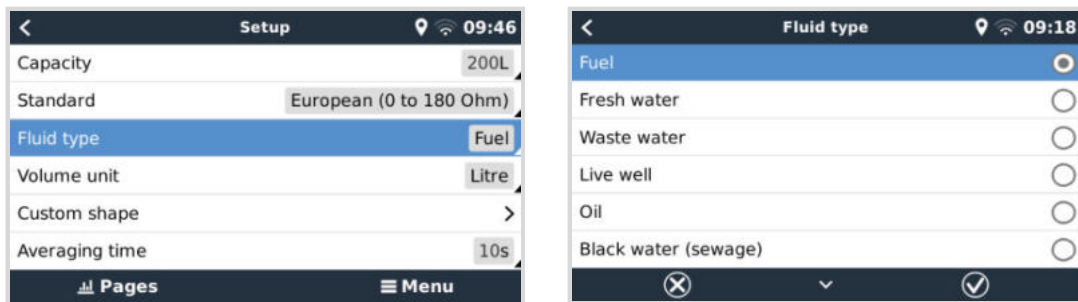 Setup 09:46
Capacity 200L
Standard European (0 to 180 Ohm)
Fluid type Fuel
Volume unit Litre
Custom shape
Averaging time 10s
Pages Menu
Fluid type 09:18
Fuel
Fresh water
Waste water
Live well
Oil
Black water (sewage)